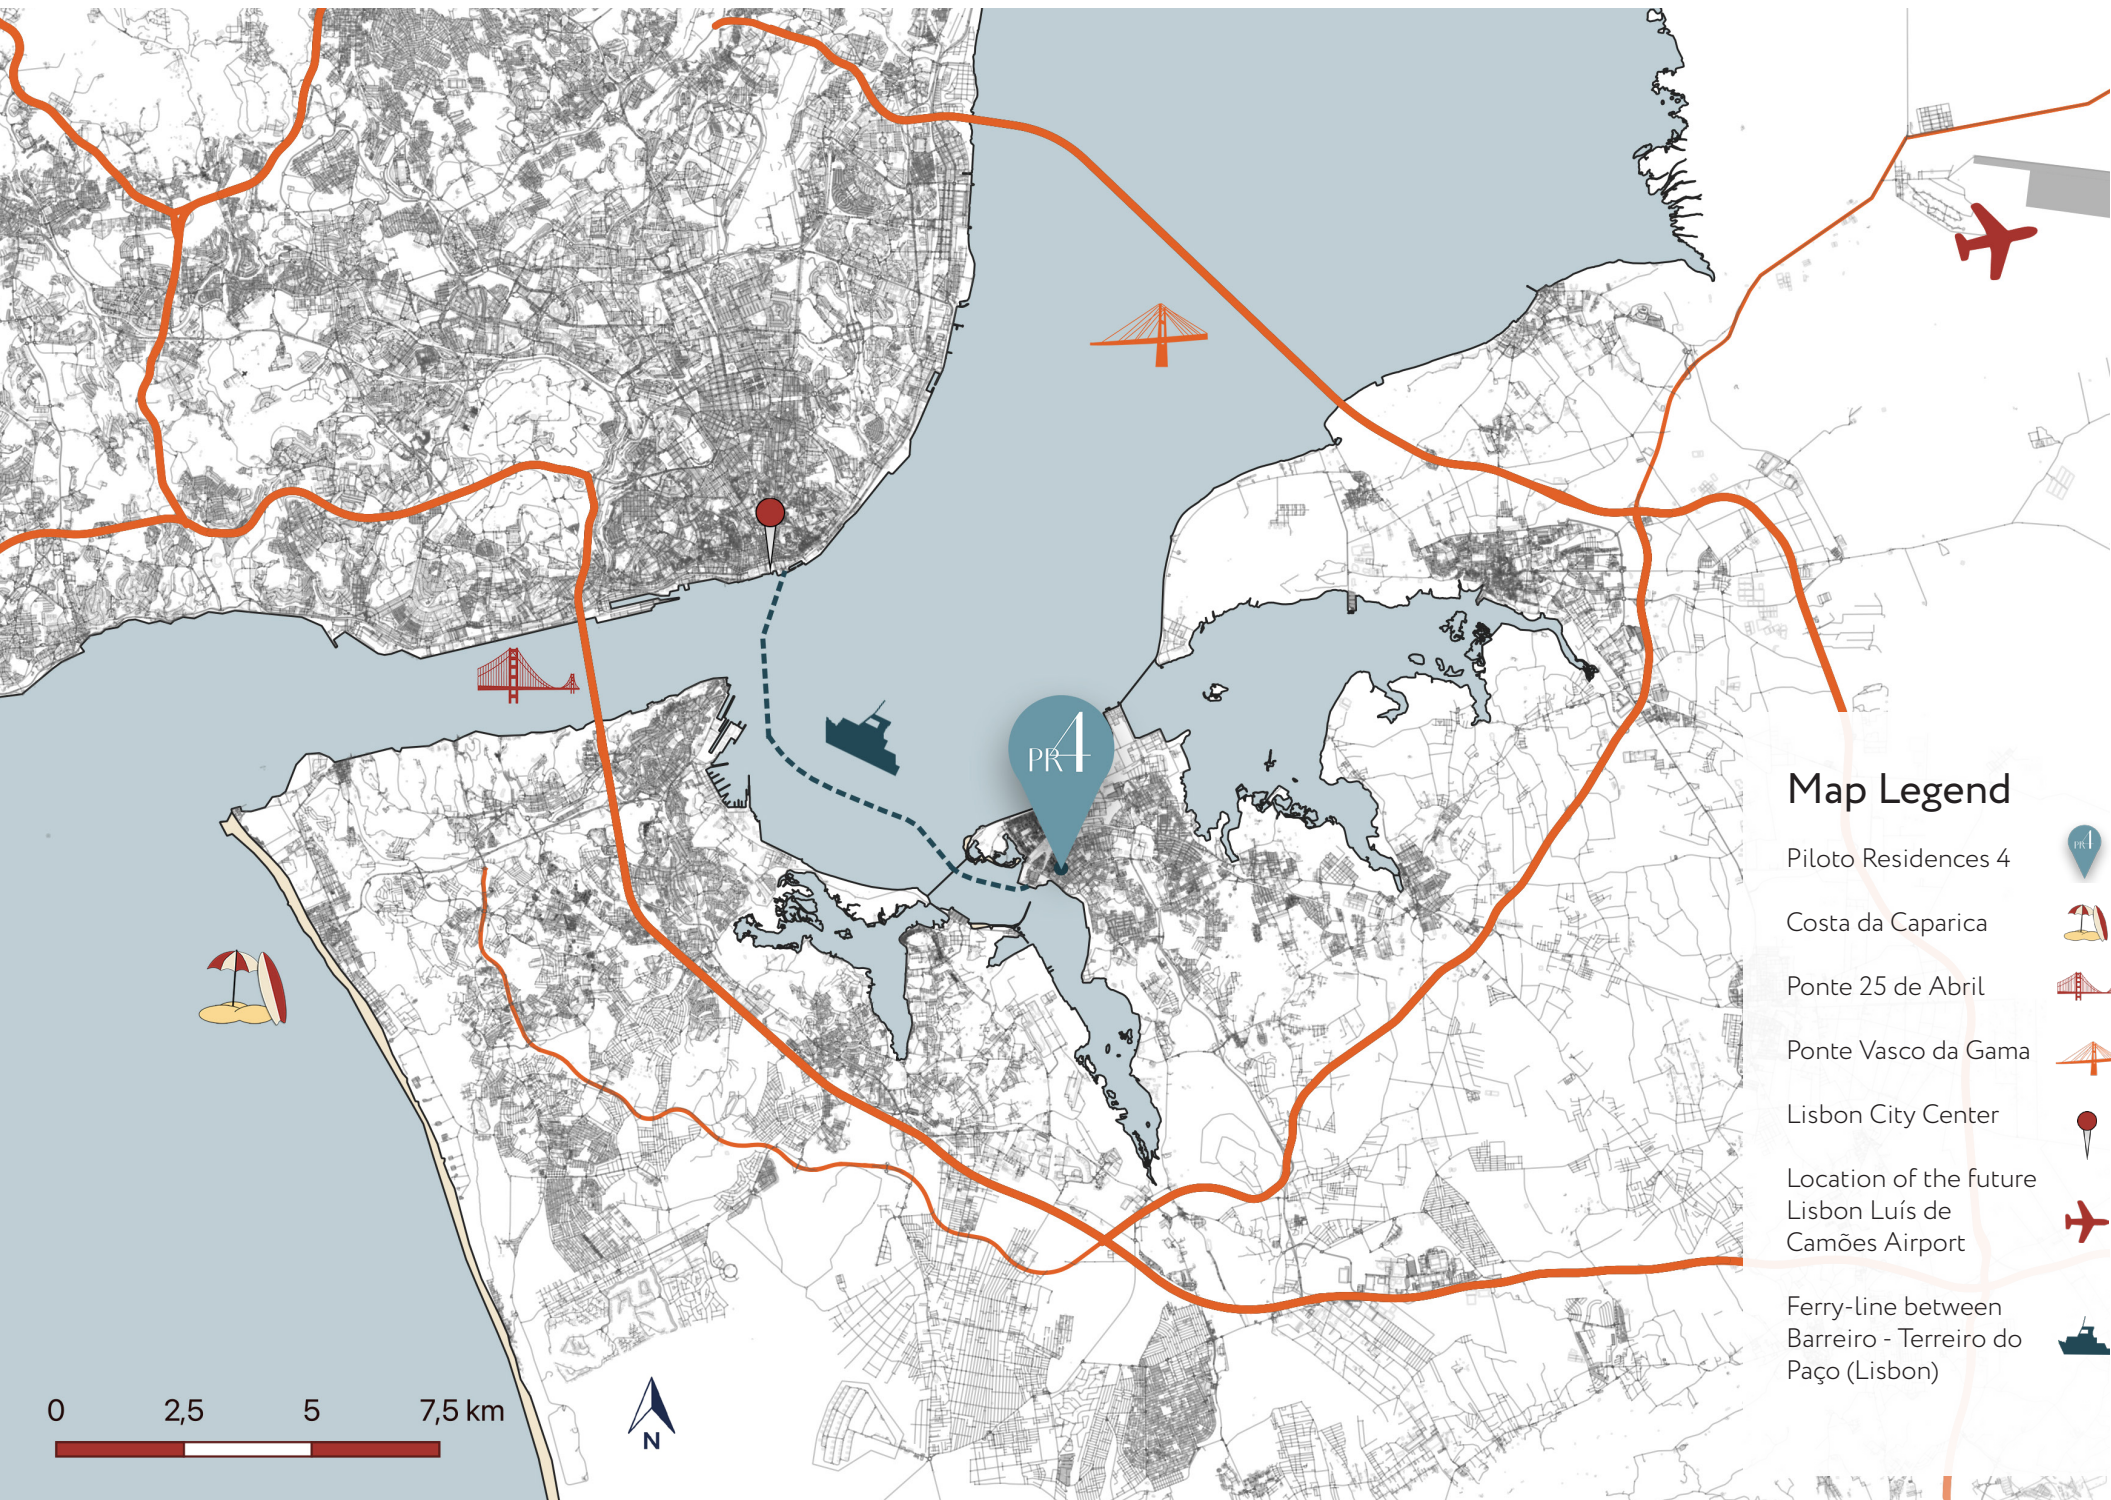 PR4
Map Legend
Piloto Residences 4
PR4
Costa da Caparica
Ponte 25 de Abril
Ponte Vasco da Gama
Lisbon City Center
Location of the future
Lisbon Luís de
Camões Airport
Ferry-line between
Barreiro - Terreiro do
Paço (Lisbon)
0 2,5 5 7,5 km
N